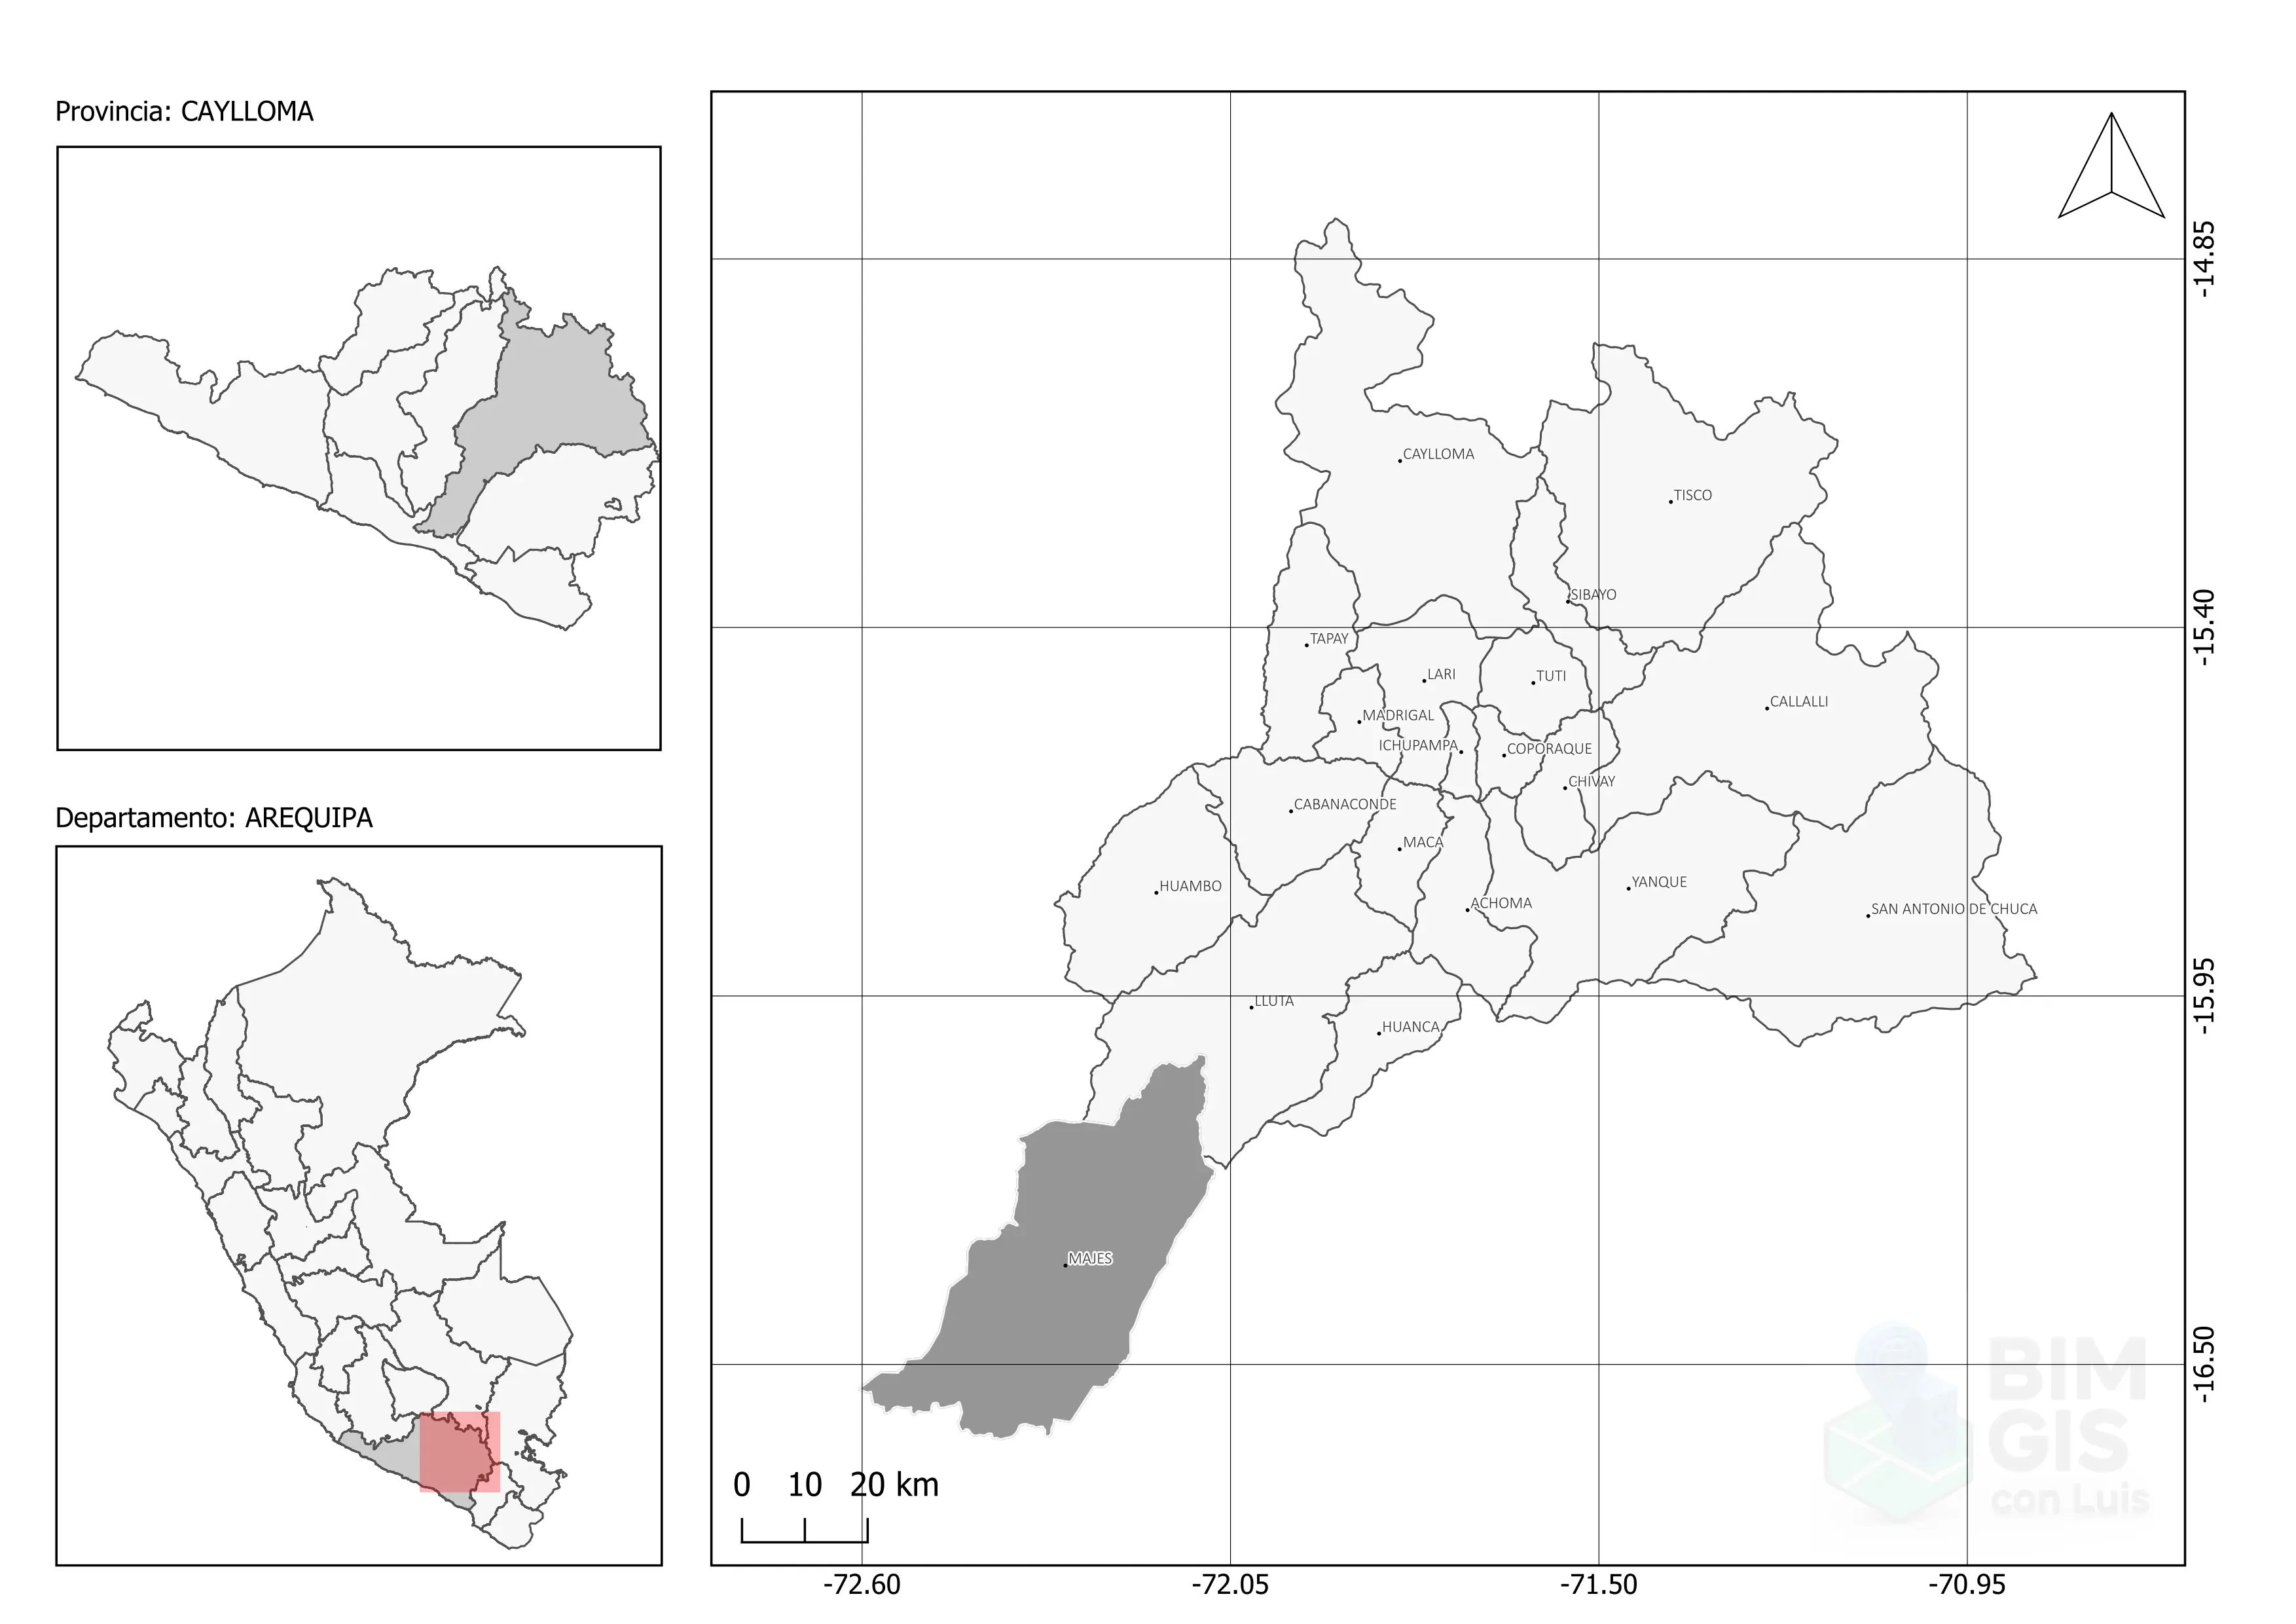 Provincia: CAYLLOMA
Departamento: AREQUIPA
CAYLLOMA
TISCO
SIBAYO
TAPAY
LARI
TUTI
CALLALLI
MADRIGAL
ICHUPAMPA
COPORAQUE
CHIVAY
CABANACONDE
MACA
HUAMBO
YANQUE
ACHOMA
SAN ANTONIO DE CHUCA
LLUTA
HUANCA
MAJES
-14.85
-15.40
-15.95
-16.50
0 10 20 km
-72.60 -72.05 -71.50 -70.95
BIM
GIS
con Luis